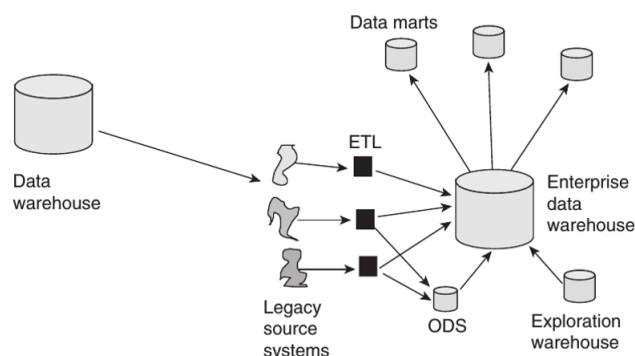 Data marts
ETL
Data
warehouse
Enterprise
data
warehouse
Legacy
source
systems
ODS
Exploration
warehouse